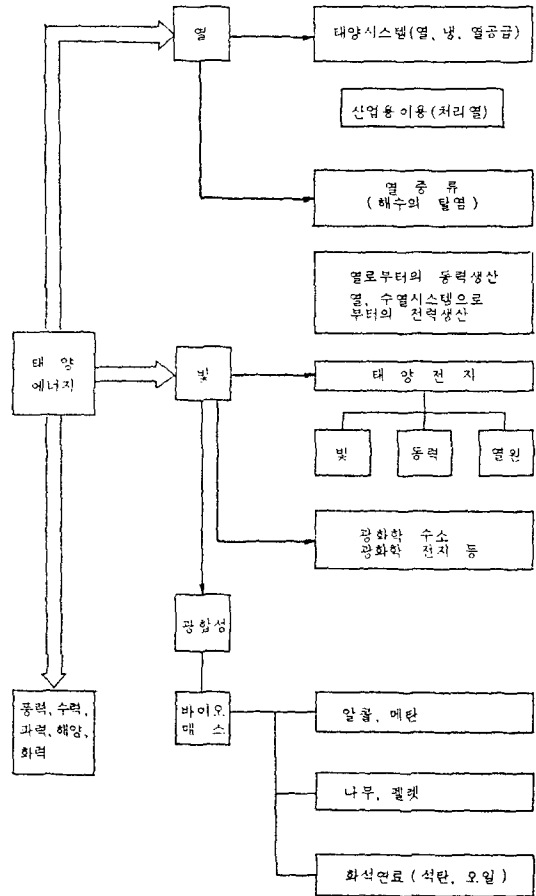 열
태양시스템(열, 냉, 열공급)
산업용이용(처리열)
열 증 류
(해수의 탈염)
열로부터의 동력생산
열, 수열시스템으로
부터의 전력생산
태 양
에너지
빛
태 양 전 지
빛
동력
열원
광화학 수소
광화학 전지 등
광합성
풍력, 수력,
파력, 해양,
화력
바이오
매 스
알콜, 메탄
나무, 펠렛
화석연료(석탄, 오일)